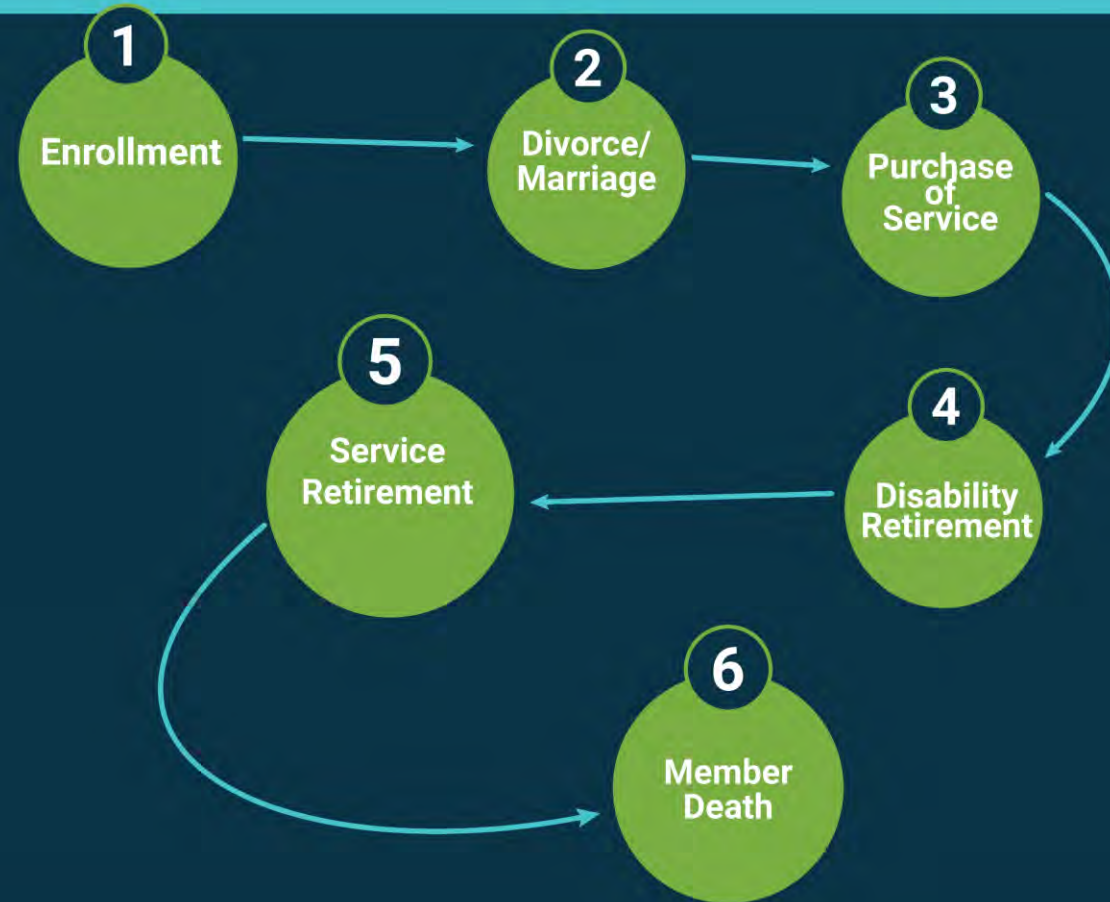 1
Enrollment
2
Divorce/
Marriage
3
Purchase
of
Service
4
Disability
Retirement
5
Service
Retirement
6
Member
Death